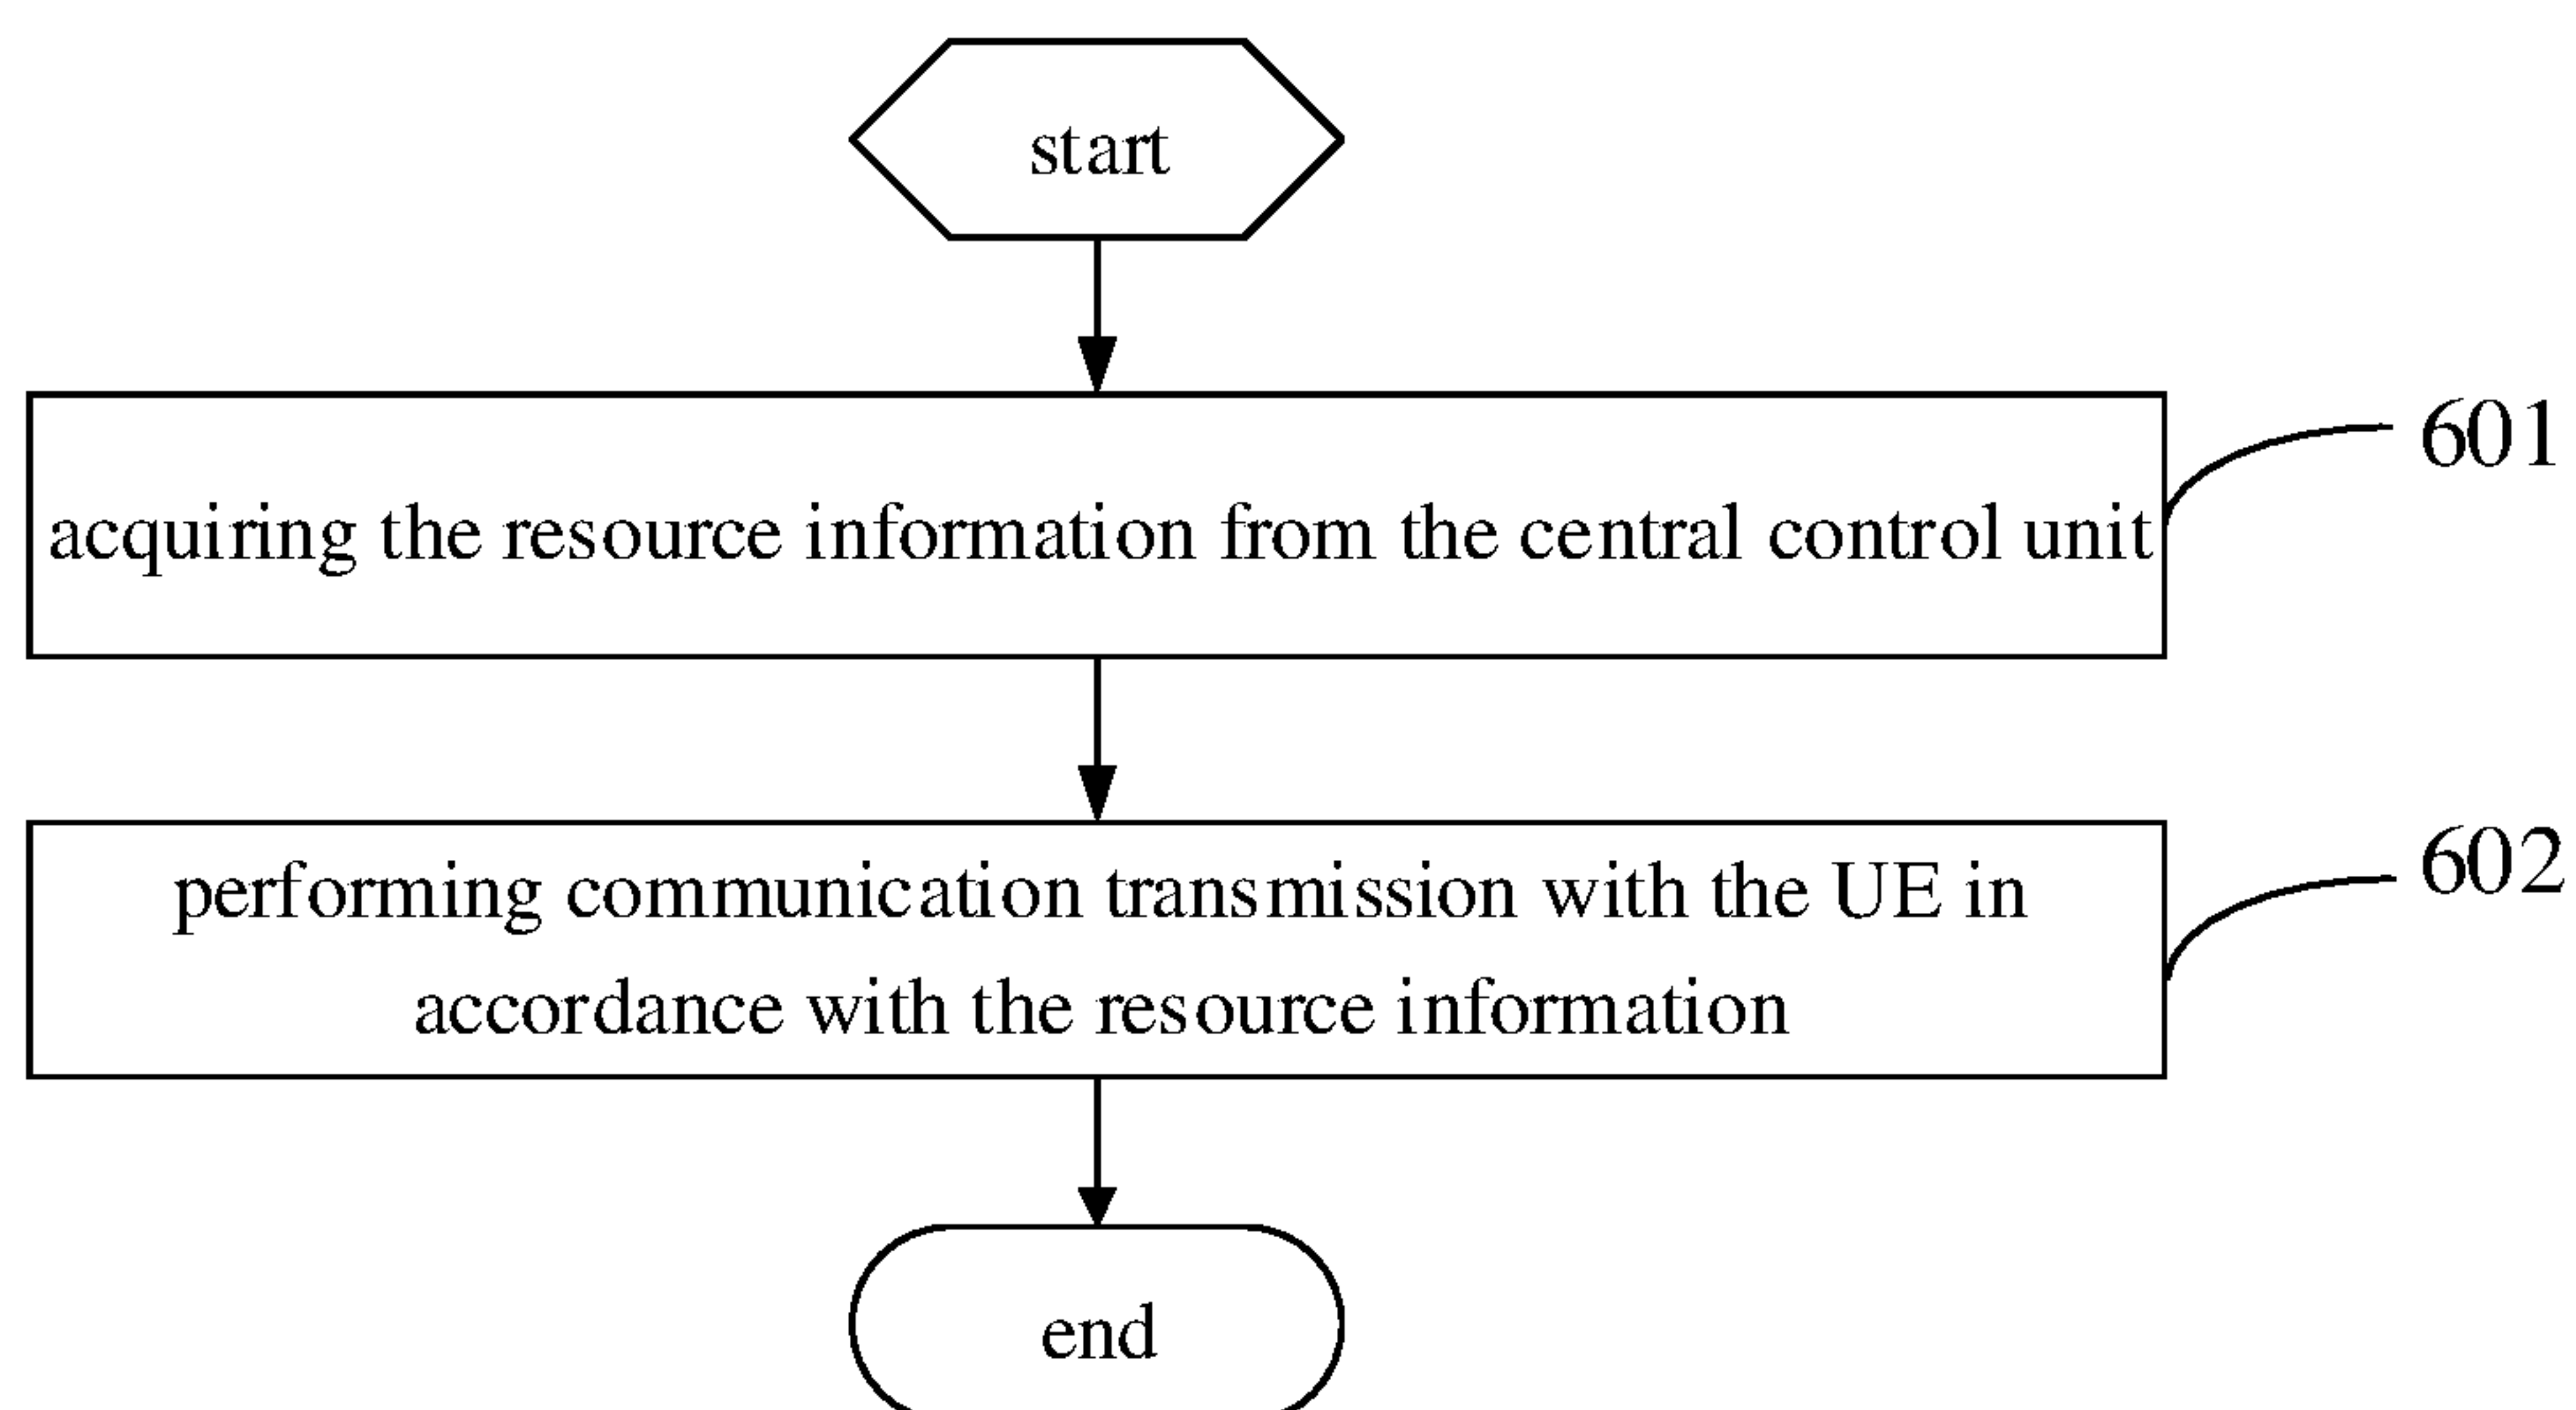 start
acquiring the resource information from the central control unit
601
performing communication transmission with the UE in
accordance with the resource information
602
end